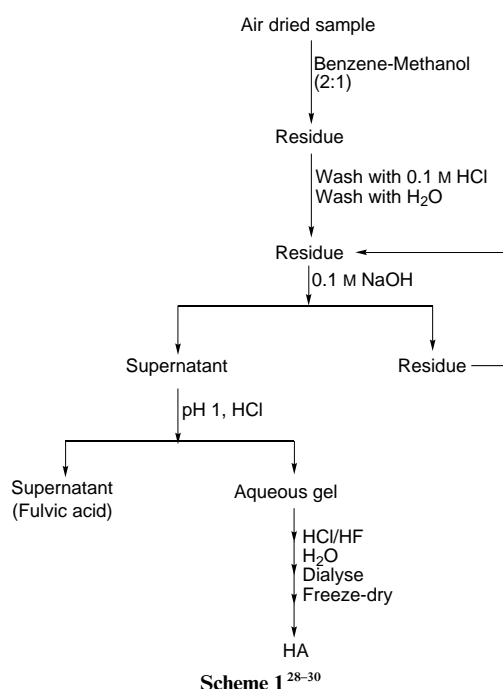 Air dried sample
Benzene-Methanol
(2:1)
Residue
Wash with 0.1 M HCl
Wash with H₂O
Residue
0.1 M NaOH
Supernatant
Residue
pH 1, HCl
Supernatant
(Fulvic acid)
Aqueous gel
HCl/HF
H₂O
Dialyse
Freeze-dry
HA
Scheme 1²⁸⁻³⁰